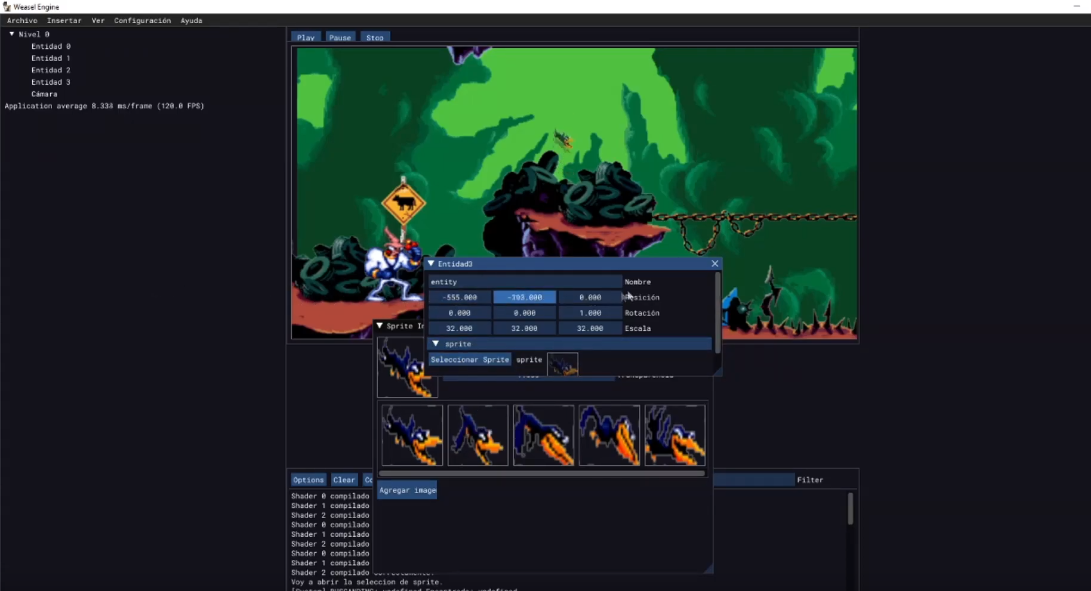 Weasel Engine
Archivo Insertar Ver Configuración Ayuda
Nivel 0
Entidad 0
Entidad 1
Entidad 2
Entidad 3
Cámara
Application average 8.333 ms/frame (120.0 FPS)
Play Pause Stop
Entidad3
entity Nombre
-555.000 -393.000 0.000 Posición
0.000 0.000 1.000 Rotación
32.000 32.000 32.000 Escala
sprite
Seleccionar Sprite sprite
Sprite
Agregar image
Options Clear Filter
Shader 0 compilado
Shader 1 compilado
Shader 2 compilado
Shader 0 compilado
Shader 1 compilado
Shader 2 compilado
Shader 0 compilado
Shader 1 compilado
Shader 2 compilado correctamente.
Voy a abrir la seleccion de sprite.